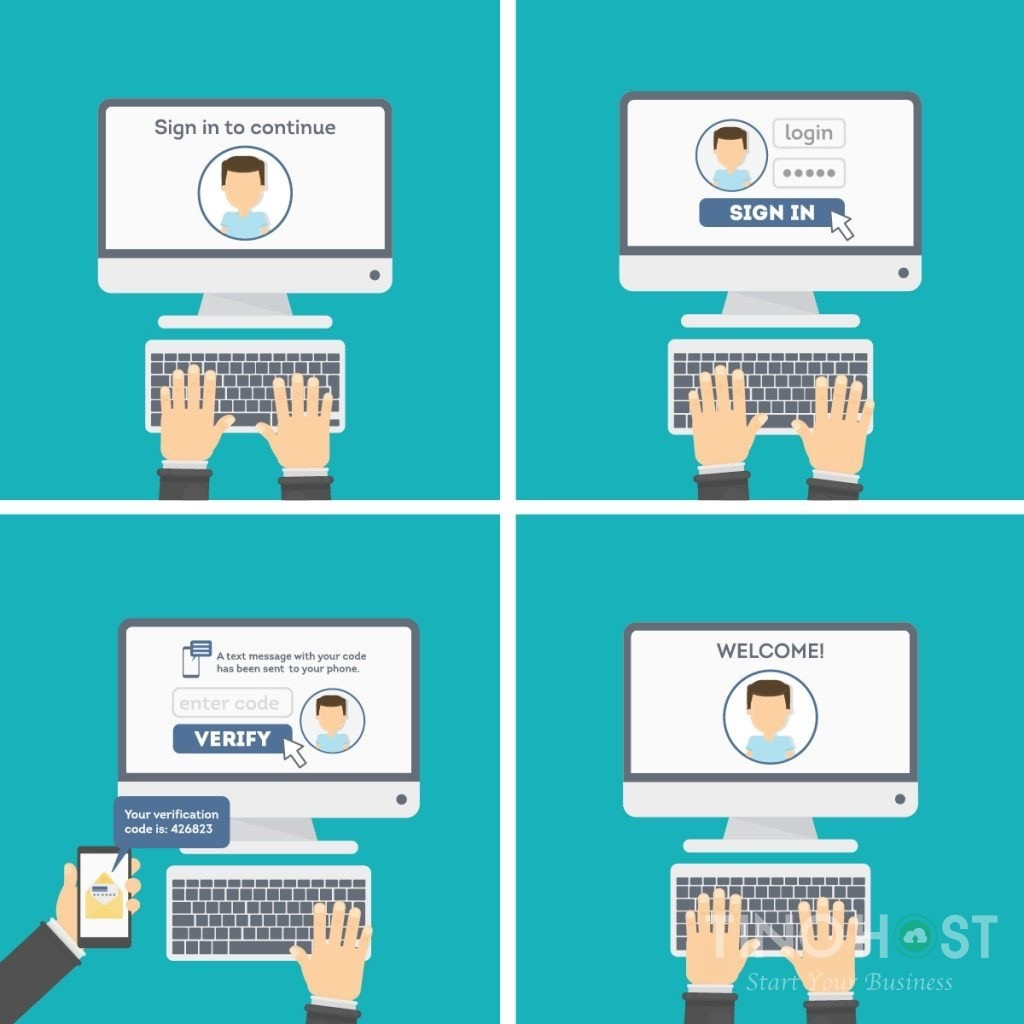 Sign in to continue
login
SIGN IN
A text message with your code
has been sent to your phone.
enter code
VERIFY
Your verification
code is: 426823
WELCOME!
TINOHOST
Start Your Business